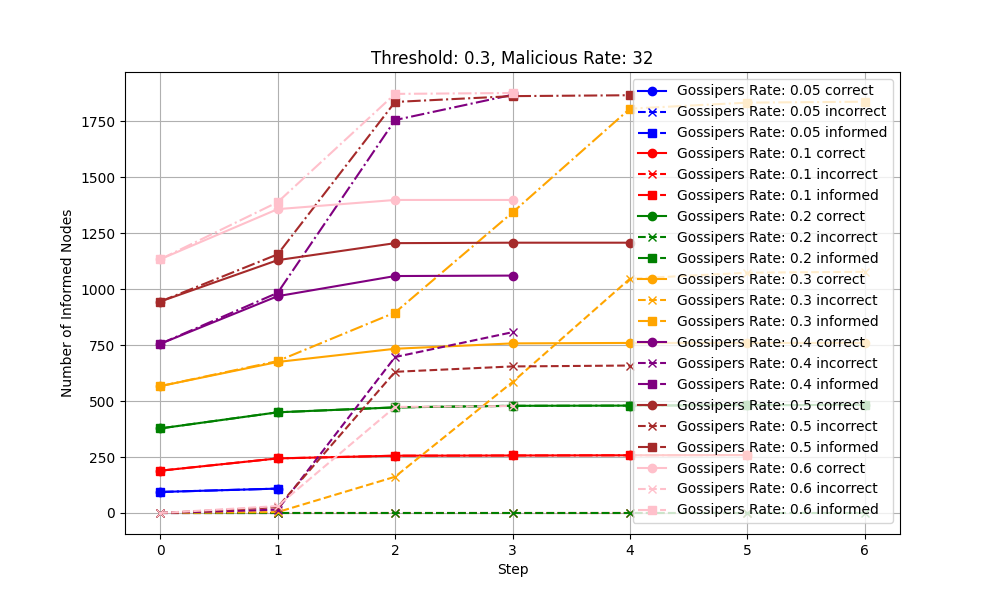 Threshold: 0.3, Malicious Rate: 32
Number of Informed Nodes
1750
1500
1250
1000
750
500
250
0
0 1 2 3 4 5 6
Step
Gossipers Rate: 0.05 correct
Gossipers Rate: 0.05 incorrect
Gossipers Rate: 0.05 informed
Gossipers Rate: 0.1 correct
Gossipers Rate: 0.1 incorrect
Gossipers Rate: 0.1 informed
Gossipers Rate: 0.2 correct
Gossipers Rate: 0.2 incorrect
Gossipers Rate: 0.2 informed
Gossipers Rate: 0.3 correct
Gossipers Rate: 0.3 incorrect
Gossipers Rate: 0.3 informed
Gossipers Rate: 0.4 correct
Gossipers Rate: 0.4 incorrect
Gossipers Rate: 0.4 informed
Gossipers Rate: 0.5 correct
Gossipers Rate: 0.5 incorrect
Gossipers Rate: 0.5 informed
Gossipers Rate: 0.6 correct
Gossipers Rate: 0.6 incorrect
Gossipers Rate: 0.6 informed